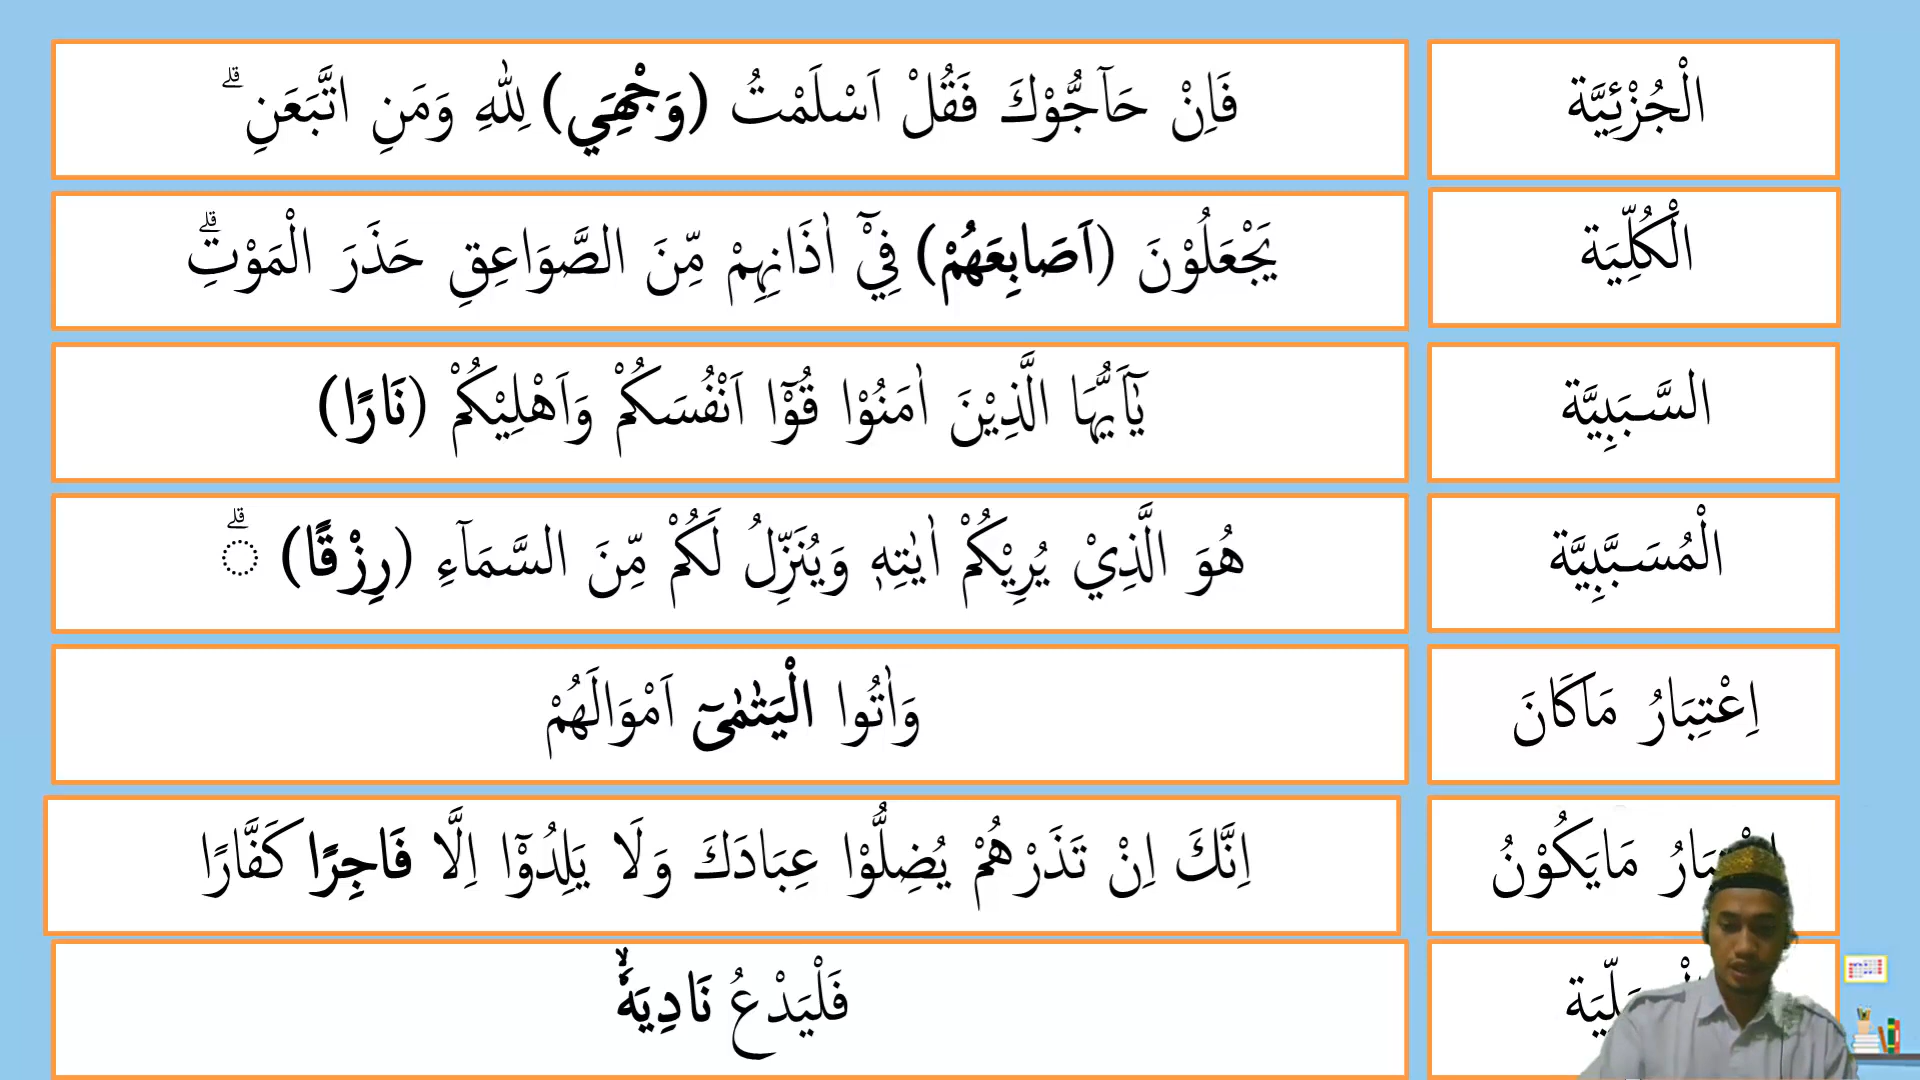 الْجُزْئِيَّة
فَاِنْ حَاۤجُّوْكَ فَقُلْ اَسْلَمْتُ (وَجْهِيَ) لِلّٰهِ وَمَنِ اتَّبَعَنِ ۗ
الْكُلِّيَة
يَجْعَلُوْنَ (اَصَابِعَهُمْ) فِيْٓ اٰذَانِهِمْ مِّنَ الصَّوَاعِقِ حَذَرَ الْمَوْتِۗ
السَّبَبِيَّة
يٰٓاَيُّهَا الَّذِيْنَ اٰمَنُوْا قُوْٓا اَنْفُسَكُمْ وَاَهْلِيْكُمْ (نَارًا)
الْمُسَبَّبِيَّة
هُوَ الَّذِيْ يُرِيْكُمْ اٰيٰتِهٖ وَيُنَزِّلُ لَكُمْ مِّنَ السَّمَاۤءِ (رِزْقًا) ۗ
اِعْتِبَارُ مَاكَانَ
وَاٰتُوا الْيَتٰمٰىٓ اَمْوَالَهُمْ
مَايَكُوْنُ
اِنَّكَ اِنْ تَذَرْهُمْ يُضِلُّوْا عِبَادَكَ وَلَا يَلِدُوْٓا اِلَّا فَاجِرًا كَفَّارًا
فَلْيَدْعُ نَادِيَهٗۙ